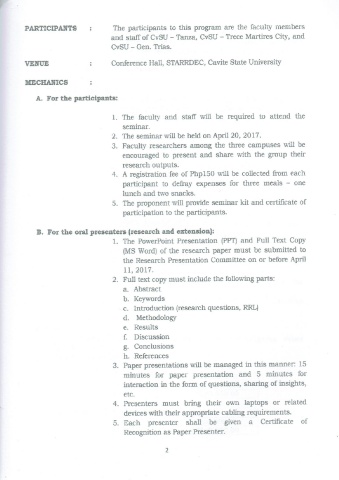 PARTICIPANTS : The participants to this program are the faculty members
and staff of CvSU – Tanza, CvSU – Trece Martires City, and
CvSU – Gen. Trias.
VENUE : Conference Hall, STARRDEC, Cavite State University
MECHANICS :
A. For the participants:
1. The faculty and staff will be required to attend the
seminar.
2. The seminar will be held on April 20, 2017.
3. Faculty researchers among the three campuses will be
encouraged to present and share with the group their
research outputs.
4. A registration fee of Php150 will be collected from each
participant to defray expenses for three meals – one
lunch and two snacks.
5. The proponent will provide seminar kit and certificate of
participation to the participants.
B. For the oral presenters (research and extension):
1. The PowerPoint Presentation (PPT) and Full Text Copy
(MS Word) of the research paper must be submitted to
the Research Presentation Committee on or before April
11, 2017.
2. Full text copy must include the following parts:
a. Abstract
b. Keywords
c. Introduction (research questions, RRL)
d. Methodology
e. Results
f. Discussion
g. Conclusions
h. References
3. Paper presentations will be managed in this manner: 15
minutes for paper presentation and 5 minutes for
interaction in the form of questions, sharing of insights,
etc.
4. Presenters must bring their own laptops or related
devices with their appropriate cabling requirements.
5. Each presenter shall be given a Certificate of
Recognition as Paper Presenter.
2